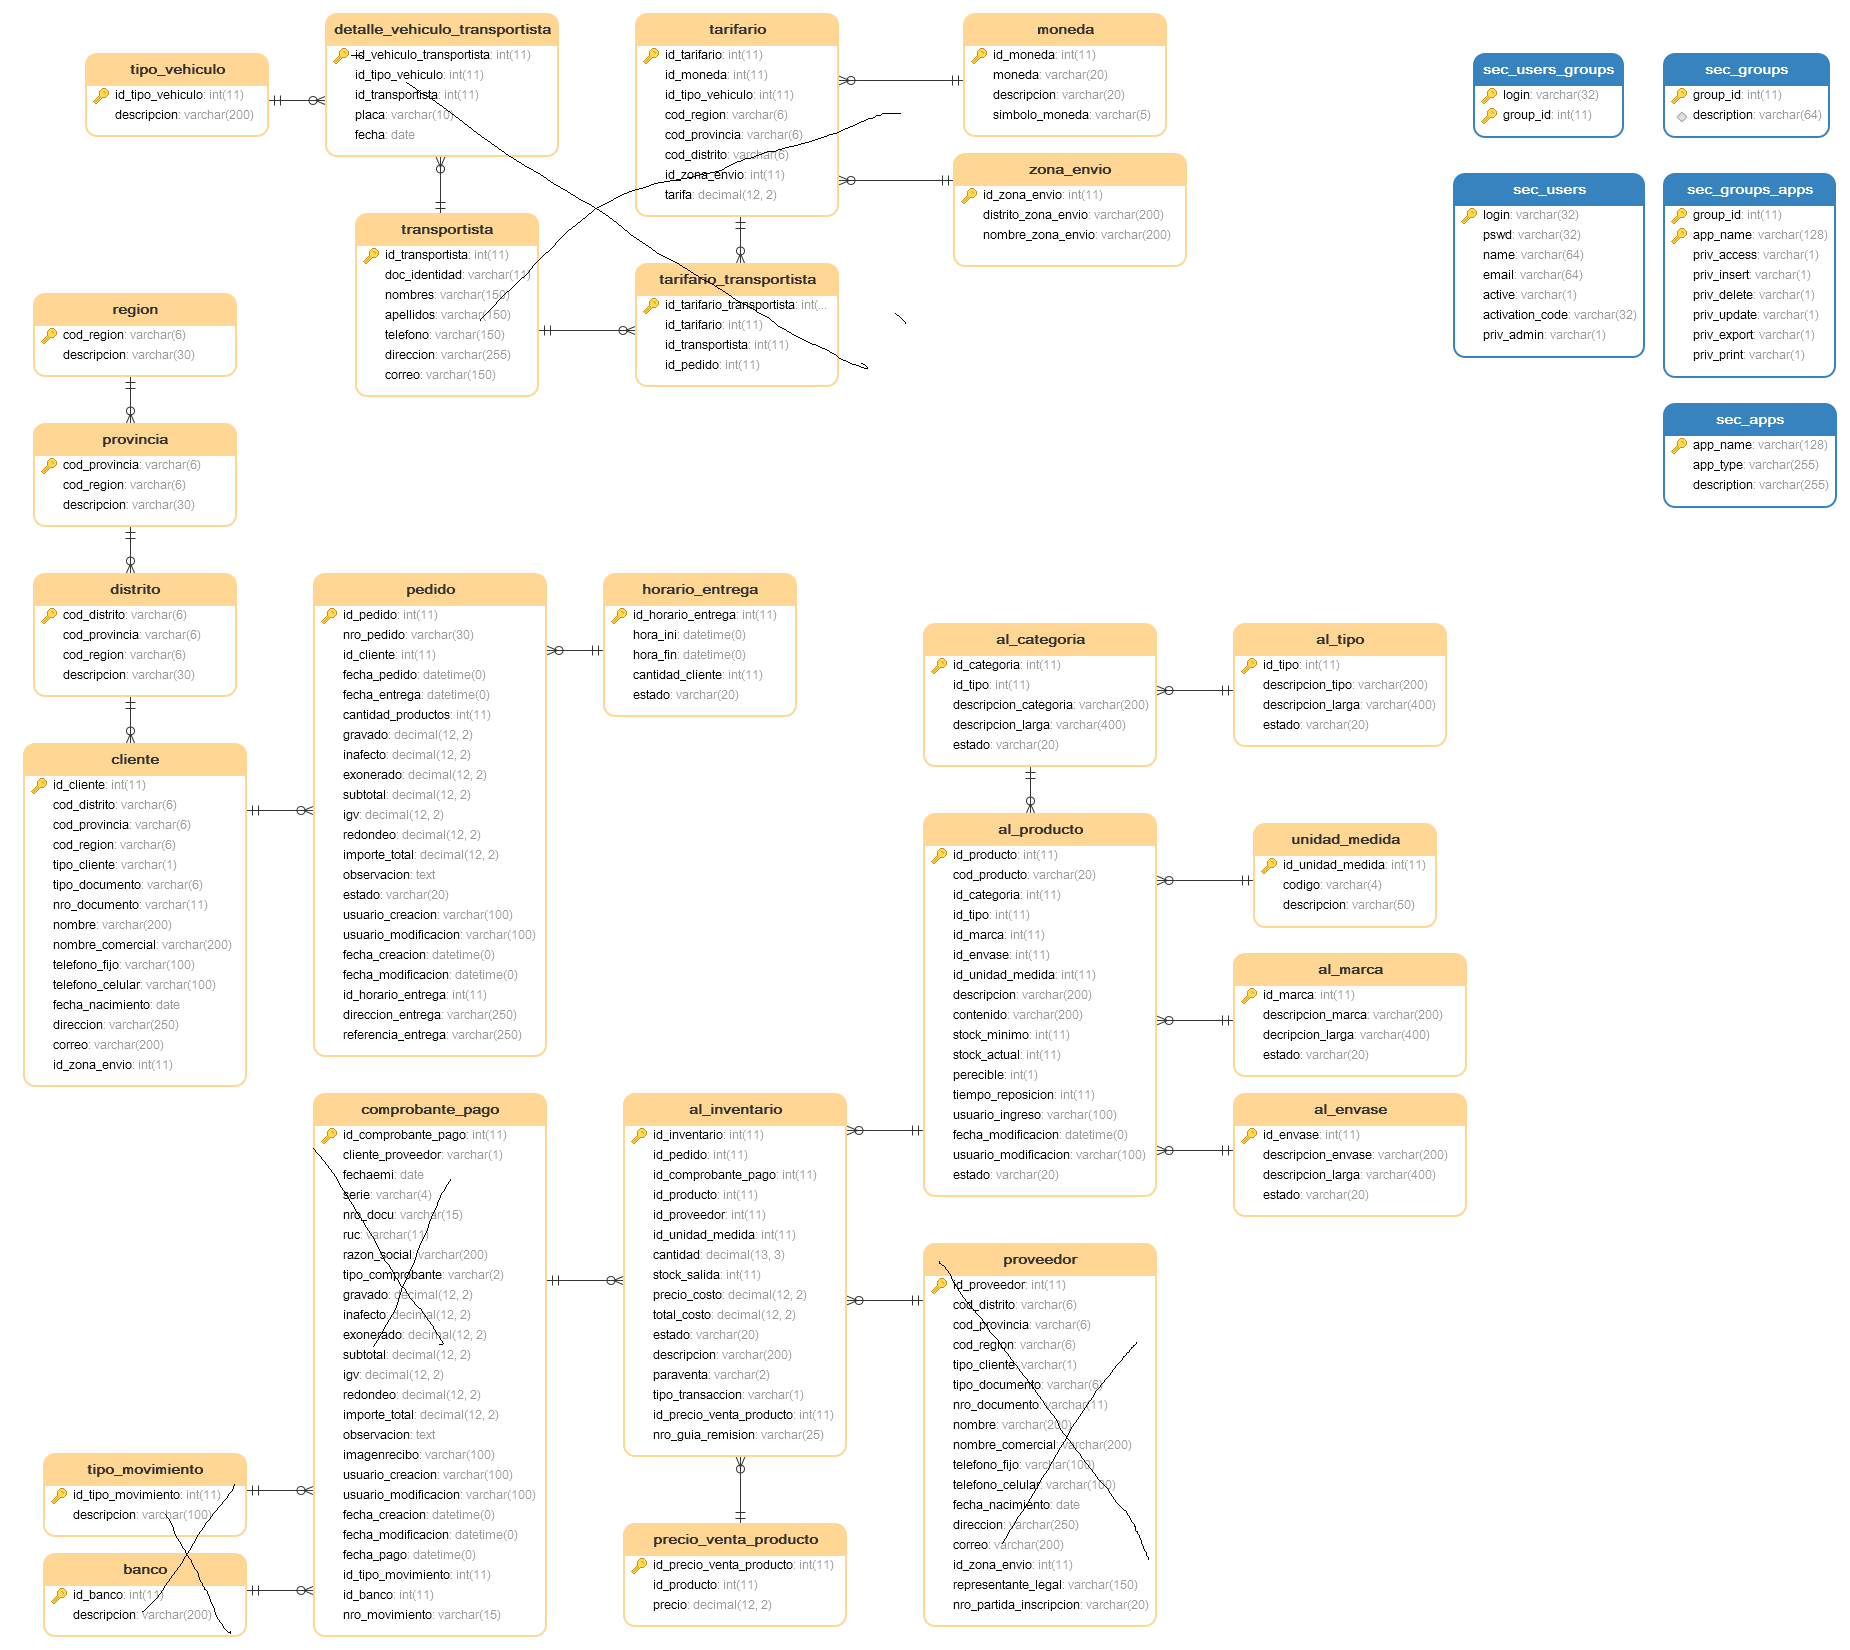 tipo_vehiculo
id_tipo_vehiculo: int(11)
descripcion: varchar(200)
detalle_vehiculo_transportista
id_vehiculo_transportista: int(11)
id_tipo_vehiculo: int(11)
id_transportista: int(11)
placa: varchar(10)
fecha: date
tarifario
id_tarifario: int(11)
id_moneda: int(11)
id_tipo_vehiculo: int(11)
cod_region: varchar(6)
cod_provincia: varchar(6)
cod_distrito: varchar(6)
id_zona_envio: int(11)
tarifa: decimal(12, 2)
moneda
id_moneda: int(11)
moneda: varchar(20)
descripcion: varchar(20)
simbolo_moneda: varchar(5)
zona_envio
id_zona_envio: int(11)
distrito_zona_envio: varchar(200)
nombre_zona_envio: varchar(200)
transportista
id_transportista: int(11)
doc_identidad: varchar(11)
nombres: varchar(150)
apellidos: varchar(150)
telefono: varchar(150)
direccion: varchar(255)
correo: varchar(150)
tarifario_transportista
id_tarifario_transportista: int(...
id_tarifario: int(11)
id_transportista: int(11)
id_pedido: int(11)
sec_users_groups
login: varchar(32)
group_id: int(11)
sec_groups
group_id: int(11)
description: varchar(64)
sec_users
login: varchar(32)
pswd: varchar(32)
name: varchar(64)
email: varchar(64)
active: varchar(1)
activation_code: varchar(32)
priv_admin: varchar(1)
sec_groups_apps
group_id: int(11)
app_name: varchar(128)
priv_access: varchar(1)
priv_insert: varchar(1)
priv_delete: varchar(1)
priv_update: varchar(1)
priv_export: varchar(1)
priv_print: varchar(1)
sec_apps
app_name: varchar(128)
app_type: varchar(255)
description: varchar(255)
region
cod_region: varchar(6)
descripcion: varchar(30)
provincia
cod_provincia: varchar(6)
cod_region: varchar(6)
descripcion: varchar(30)
distrito
cod_distrito: varchar(6)
cod_provincia: varchar(6)
cod_region: varchar(6)
descripcion: varchar(30)
cliente
id_cliente: int(11)
cod_distrito: varchar(6)
cod_provincia: varchar(6)
cod_region: varchar(6)
tipo_cliente: varchar(1)
tipo_documento: varchar(6)
nro_documento: varchar(11)
nombre: varchar(200)
nombre_comercial: varchar(200)
telefono_fijo: varchar(100)
telefono_celular: varchar(100)
fecha_nacimiento: date
direccion: varchar(250)
correo: varchar(200)
id_zona_envio: int(11)
pedido
id_pedido: int(11)
nro_pedido: varchar(30)
id_cliente: int(11)
fecha_pedido: datetime(0)
fecha_entrega: datetime(0)
cantidad_productos: int(11)
gravado: decimal(12, 2)
inafecto: decimal(12, 2)
exonerado: decimal(12, 2)
subtotal: decimal(12, 2)
igv: decimal(12, 2)
redondeo: decimal(12, 2)
importe_total: decimal(12, 2)
observacion: text
estado: varchar(20)
usuario_creacion: varchar(100)
usuario_modificacion: varchar(100)
fecha_creacion: datetime(0)
fecha_modificacion: datetime(0)
id_horario_entrega: int(11)
direccion_entrega: varchar(250)
referencia_entrega: varchar(250)
horario_entrega
id_horario_entrega: int(11)
hora_ini: datetime(0)
hora_fin: datetime(0)
cantidad_cliente: int(11)
estado: varchar(20)
al_categoria
id_categoria: int(11)
id_tipo: int(11)
descripcion_categoria: varchar(200)
descripcion_larga: varchar(400)
estado: varchar(20)
al_tipo
id_tipo: int(11)
descripcion_tipo: varchar(200)
descripcion_larga: varchar(400)
estado: varchar(20)
al_producto
id_producto: int(11)
cod_producto: varchar(20)
id_categoria: int(11)
id_tipo: int(11)
id_marca: int(11)
id_envase: int(11)
id_unidad_medida: int(11)
descripcion: varchar(200)
contenido: varchar(200)
stock_minimo: int(11)
stock_actual: int(11)
perecible: int(1)
tiempo_reposicion: int(11)
usuario_ingreso: varchar(100)
fecha_modificacion: datetime(0)
usuario_modificacion: varchar(100)
estado: varchar(20)
unidad_medida
id_unidad_medida: int(11)
codigo: varchar(4)
descripcion: varchar(50)
al_marca
id_marca: int(11)
descripcion_marca: varchar(200)
decripcion_larga: varchar(400)
estado: varchar(20)
al_envase
id_envase: int(11)
descripcion_envase: varchar(200)
descripcion_larga: varchar(400)
estado: varchar(20)
comprobante_pago
id_comprobante_pago: int(11)
cliente_proveedor: varchar(1)
fechaemi: date
serie: varchar(4)
nro_docu: varchar(15)
ruc: varchar(11)
razon_social: varchar(200)
tipo_comprobante: varchar(2)
gravado: decimal(12, 2)
inafecto: decimal(12, 2)
exonerado: decimal(12, 2)
subtotal: decimal(12, 2)
igv: decimal(12, 2)
redondeo: decimal(12, 2)
importe_total: decimal(12, 2)
observacion: text
imagenrecibo: varchar(100)
usuario_creacion: varchar(100)
usuario_modificacion: varchar(100)
fecha_creacion: datetime(0)
fecha_modificacion: datetime(0)
fecha_pago: datetime(0)
id_tipo_movimiento: int(11)
id_banco: int(11)
nro_movimiento: varchar(15)
al_inventario
id_inventario: int(11)
id_pedido: int(11)
id_comprobante_pago: int(11)
id_producto: int(11)
id_proveedor: int(11)
id_unidad_medida: int(11)
cantidad: decimal(13, 3)
stock_salida: int(11)
precio_costo: decimal(12, 2)
total_costo: decimal(12, 2)
estado: varchar(20)
descripcion: varchar(200)
paraventa: varchar(2)
tipo_transaccion: varchar(1)
id_precio_venta_producto: int(11)
nro_guia_remision: varchar(25)
proveedor
id_proveedor: int(11)
cod_distrito: varchar(6)
cod_provincia: varchar(6)
cod_region: varchar(6)
tipo_cliente: varchar(1)
tipo_documento: varchar(6)
nro_documento: varchar(11)
nombre: varchar(200)
nombre_comercial: varchar(200)
telefono_fijo: varchar(100)
telefono_celular: varchar(100)
fecha_nacimiento: date
direccion: varchar(250)
correo: varchar(200)
id_zona_envio: int(11)
representante_legal: varchar(150)
nro_partida_inscripcion: varchar(20)
tipo_movimiento
id_tipo_movimiento: int(11)
descripcion: varchar(100)
banco
id_banco: int(11)
descripcion: varchar(200)
precio_venta_producto
id_precio_venta_producto: int(11)
id_producto: int(11)
precio: decimal(12, 2)